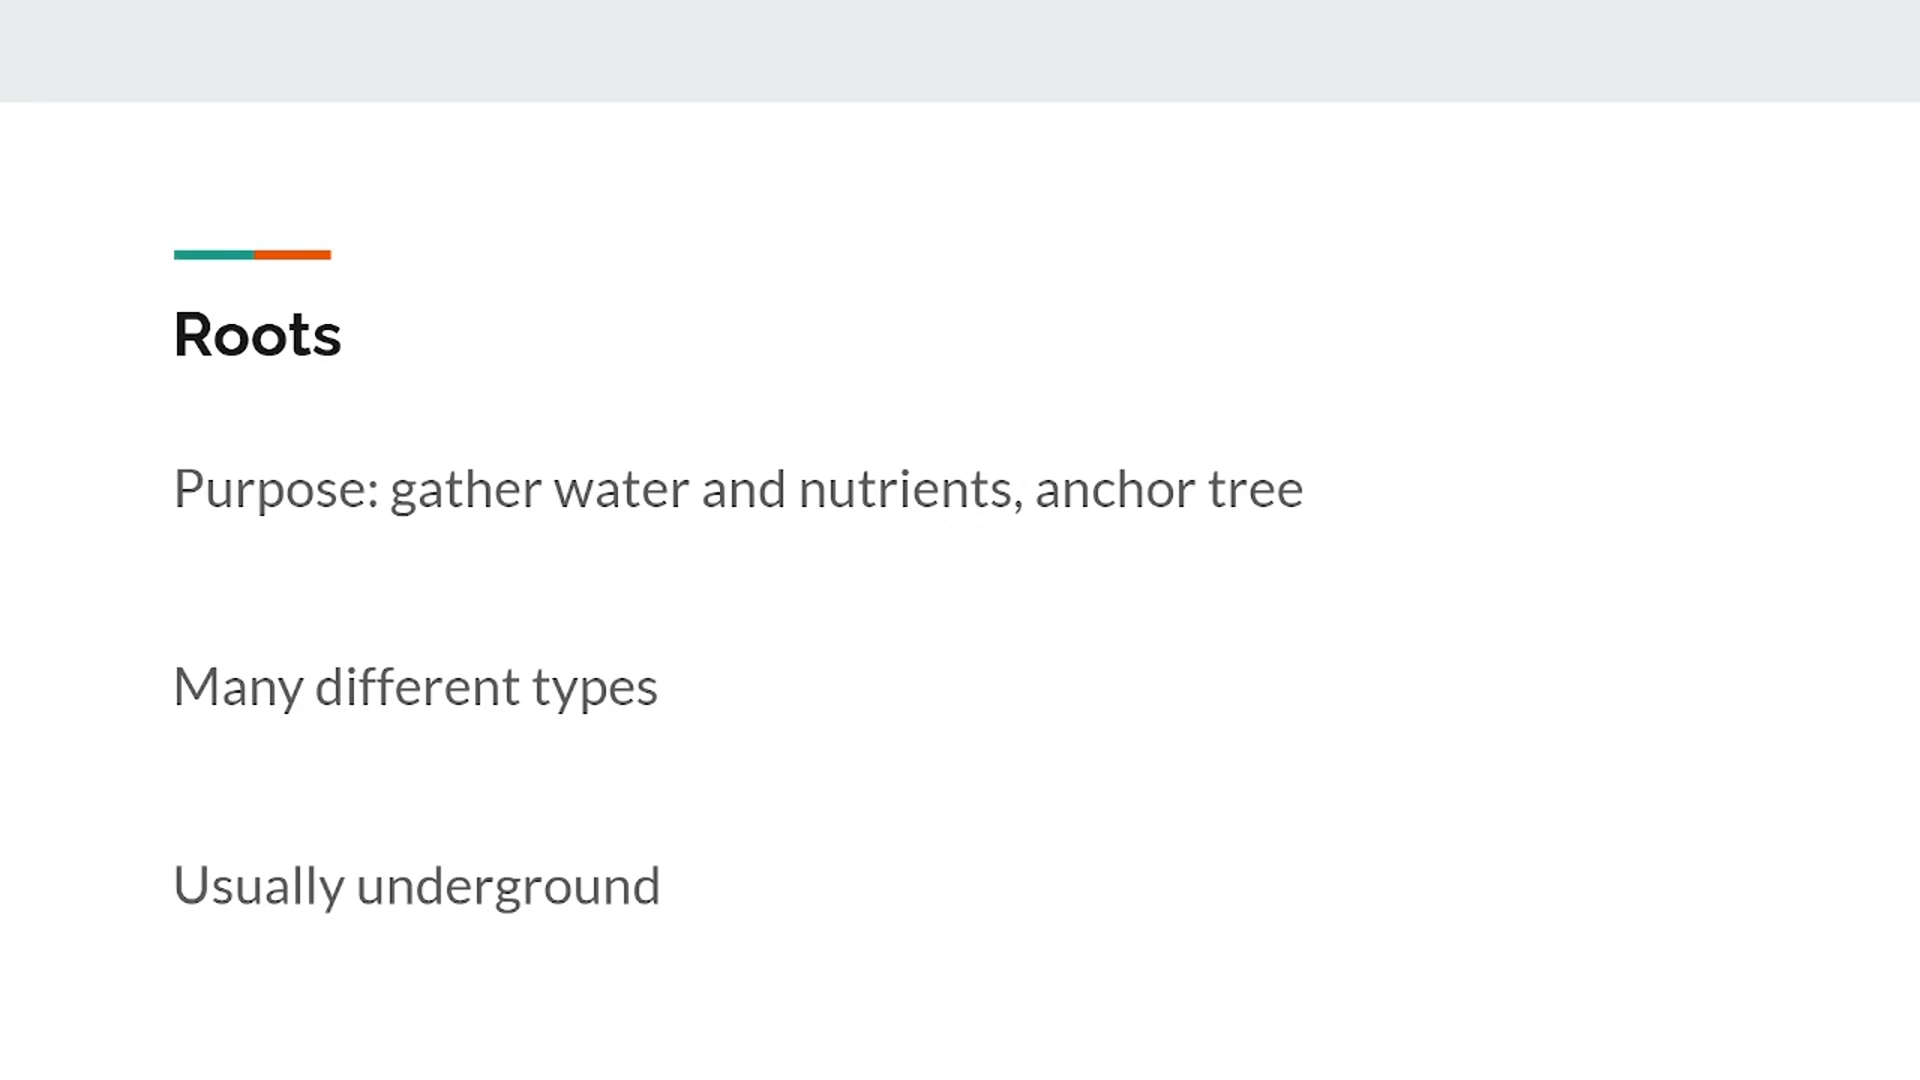 Roots
Purpose: gather water and nutrients, anchor tree
Many different types
Usually underground